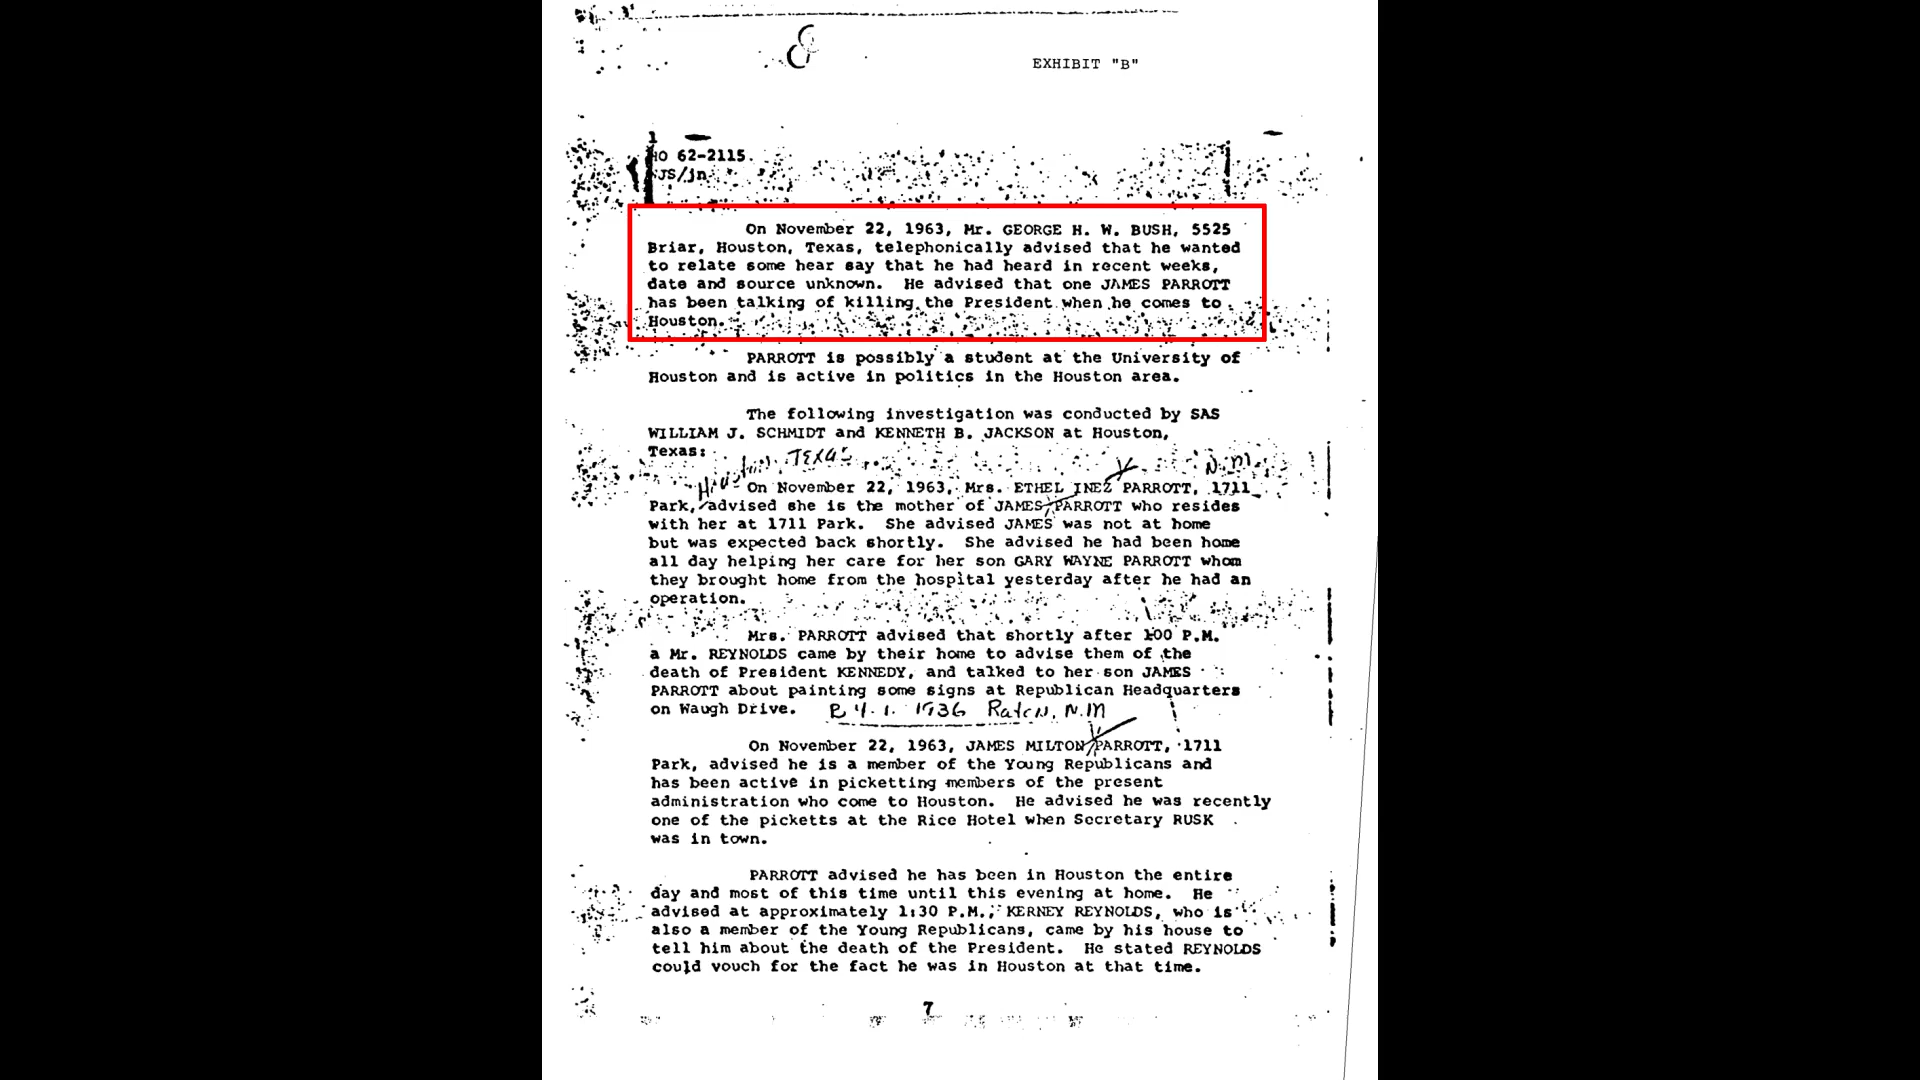 EXHIBIT "B"
HO 62-2115
JS/jn
On November 22, 1963, Mr. GEORGE H. W. BUSH, 5525
Briar, Houston, Texas, telephonically advised that he wanted
to relate some hear say that he had heard in recent weeks,
date and source unknown. He advised that one JAMES PARROTT
has been talking of killing the President when he comes to
Houston.
PARROTT is possibly a student at the University of
Houston and is active in politics in the Houston area.
The following investigation was conducted by SAS
WILLIAM J. SCHMIDT and KENNETH B. JACKSON at Houston,
Texas:
Houston, TEXAS
N.M.
On November 22, 1963, Mrs. ETHEL INEZ PARROTT, 1711
Park, advised she is the mother of JAMES PARROTT who resides
with her at 1711 Park. She advised JAMES was not at home
but was expected back shortly. She advised he had been home
all day helping her care for her son GARY WAYNE PARROTT whom
they brought home from the hospital yesterday after he had an
operation.
Mrs. PARROTT advised that shortly after 1:00 P.M.
a Mr. REYNOLDS came by their home to advise them of the
death of President KENNEDY, and talked to her son JAMES
PARROTT about painting some signs at Republican Headquarters
on Waugh Drive.
B 4-1-1936 Raton, N.M
On November 22, 1963, JAMES MILTON PARROTT, 1711
Park, advised he is a member of the Young Republicans and
has been active in picketting members of the present
administration who come to Houston. He advised he was recently
one of the picketts at the Rice Hotel when Secretary RUSK
was in town.
PARROTT advised he has been in Houston the entire
day and most of this time until this evening at home. He
advised at approximately 1:30 P.M., KERNEY REYNOLDS, who is
also a member of the Young Republicans, came by his house to
tell him about the death of the President. He stated REYNOLDS
could vouch for the fact he was in Houston at that time.
7